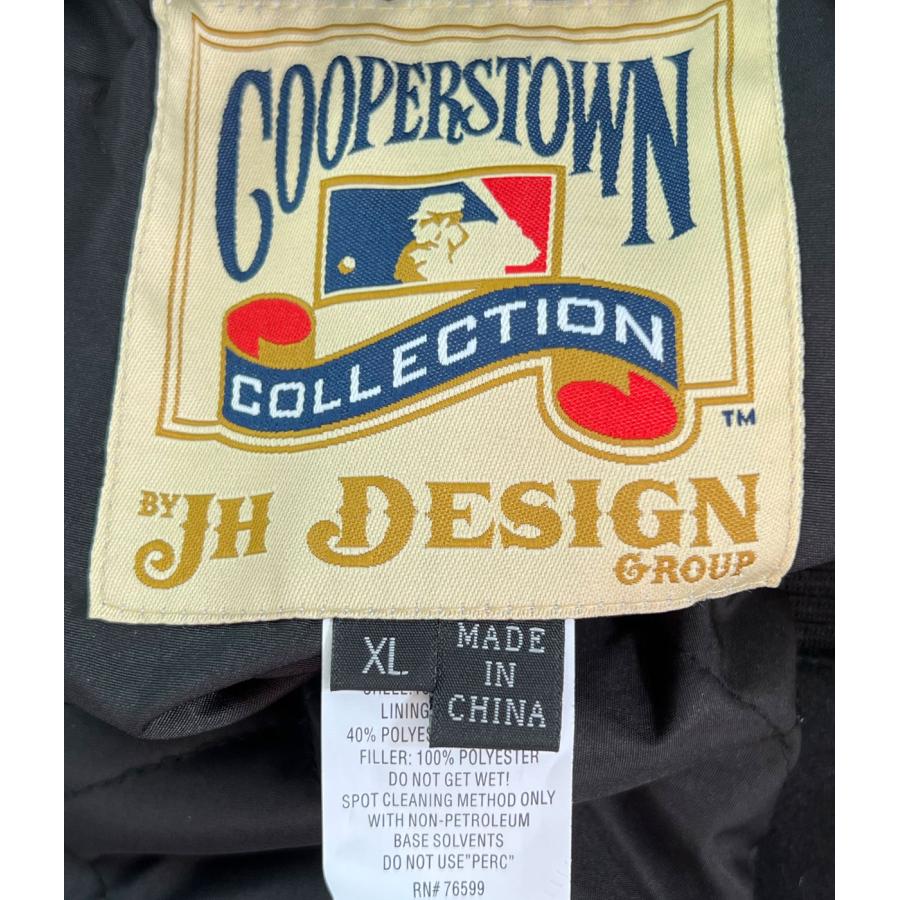 COOPERSTOWN
COLLECTION
TM
BY JH DESIGN
GROUP
XL
MADE
IN
CHINA
LINING
40%
FILLER: 100% POLYESTER
DO NOT GET WET!
SPOT CLEANING METHOD ONLY
WITH NON-PETROLEUM
BASE SOLVENTS
DO NOT USE"PERC"
RN# 76599